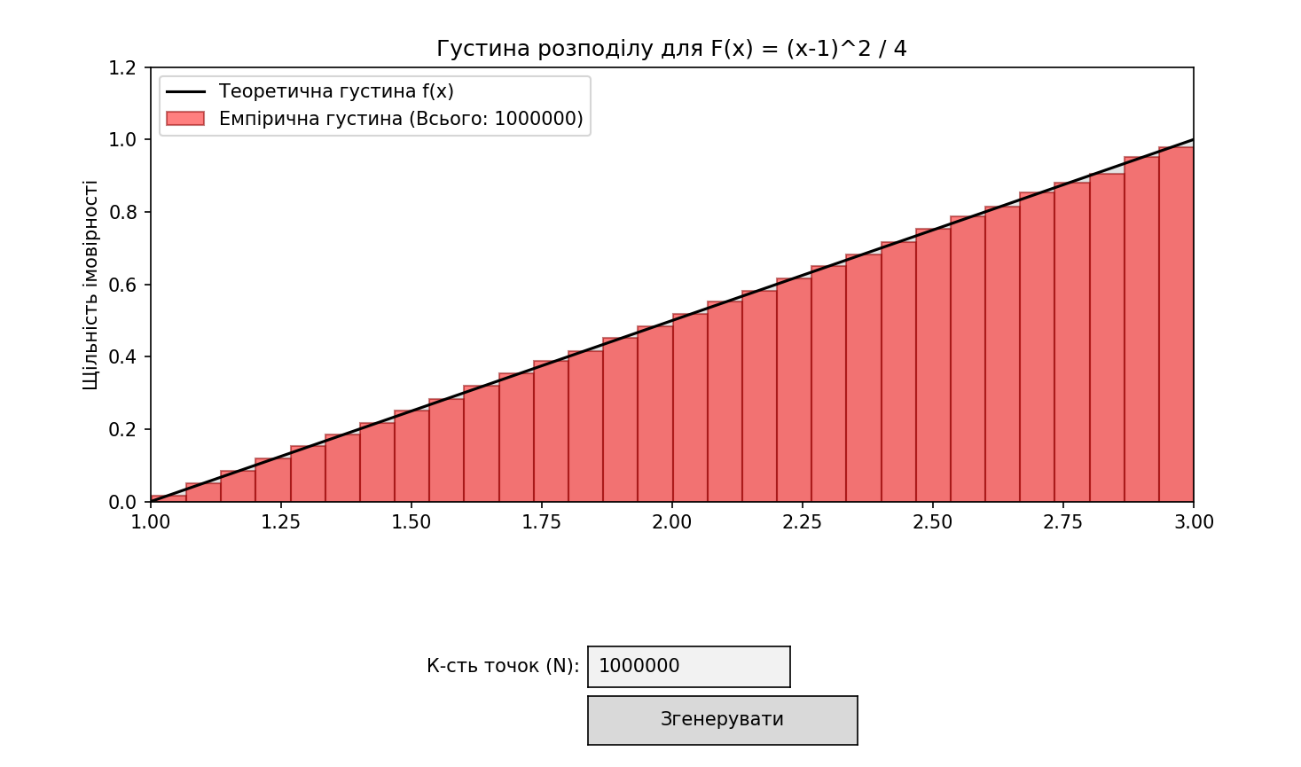 Густина розподілу для F(x) = (x-1)^2 / 4
Теоретична густина f(x)
Емпірична густина (Всього: 1000000)
Щільність імовірності
1.2
1.0
0.8
0.6
0.4
0.2
0.0
1.00 1.25 1.50 1.75 2.00 2.25 2.50 2.75 3.00
К-сть точок (N): 1000000
Згенерувати